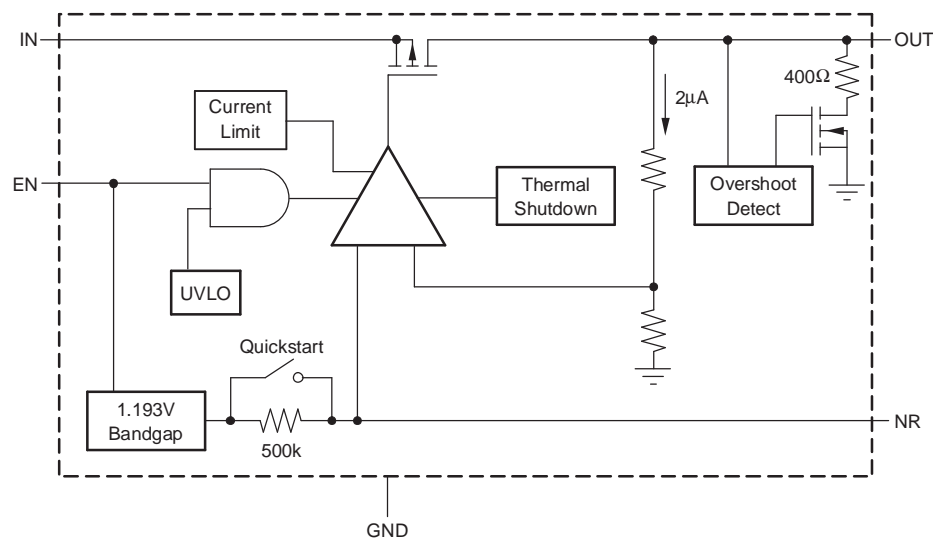 IN
OUT
400Ω
2μA
Current
Limit
EN
Thermal
Shutdown
Overshoot
Detect
UVLO
Quickstart
1.193V
Bandgap
500k
NR
GND